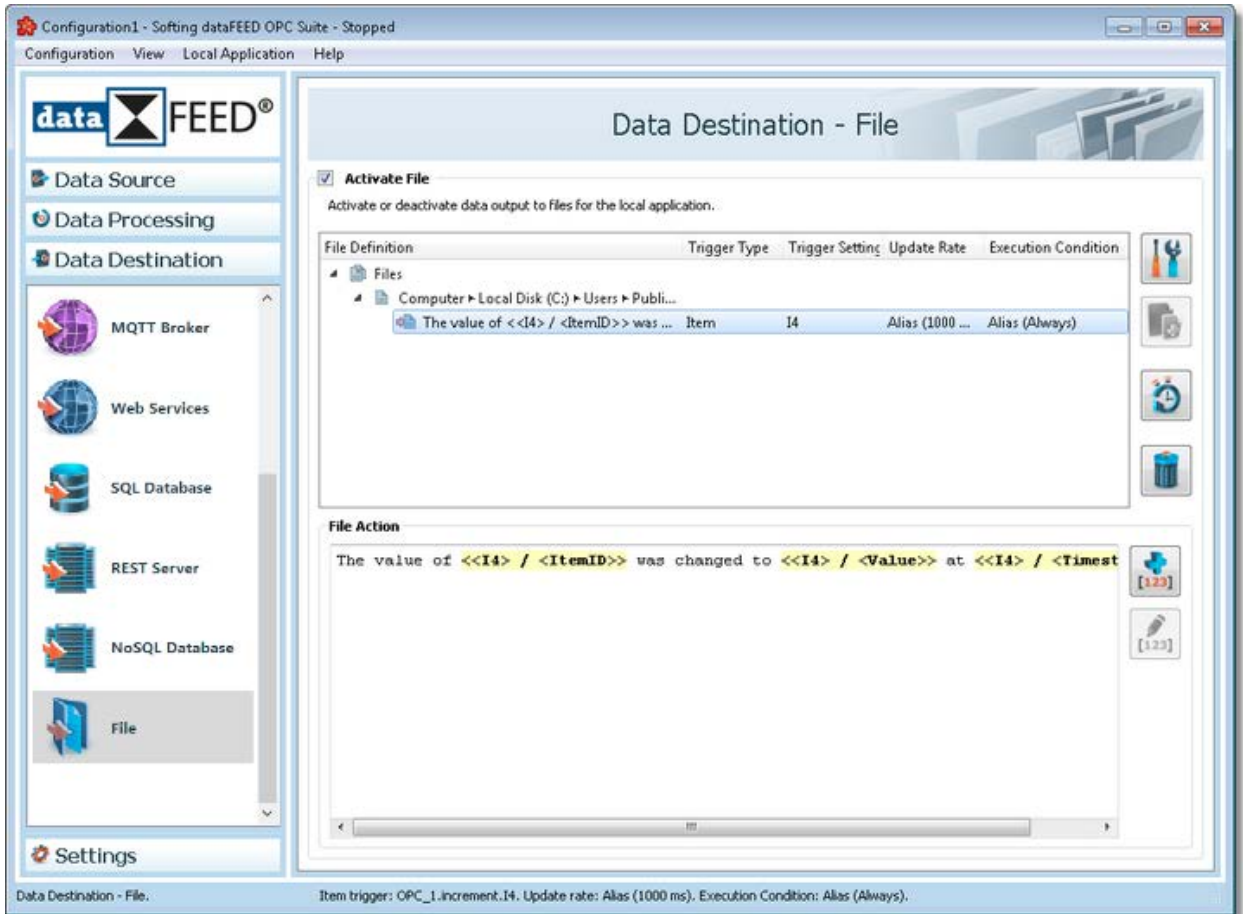 Configuration1 - Softing dataFEED OPC Suite - Stopped
Configuration View Local Application Help
data FEED®
Data Source
Data Processing
Data Destination
MQTT Broker
Web Services
SQL Database
REST Server
NoSQL Database
File
Settings
Data Destination - File
Activate File
Activate or deactivate data output to files for the local application.
File Definition Trigger Type Trigger Setting Update Rate Execution Condition
Files
Computer ▸ Local Disk (C:) ▸ Users ▸ Publi...
The value of <<I4> / <ItemID>> was ... Item I4 Alias (1000 ... Alias (Always)
File Action
The value of <<I4> / <ItemID>> was changed to <<I4> / <Value>> at <<I4> / <Timest
[123]
[123]
Data Destination - File. Item trigger: OPC_1.increment.I4. Update rate: Alias (1000 ms). Execution Condition: Alias (Always).